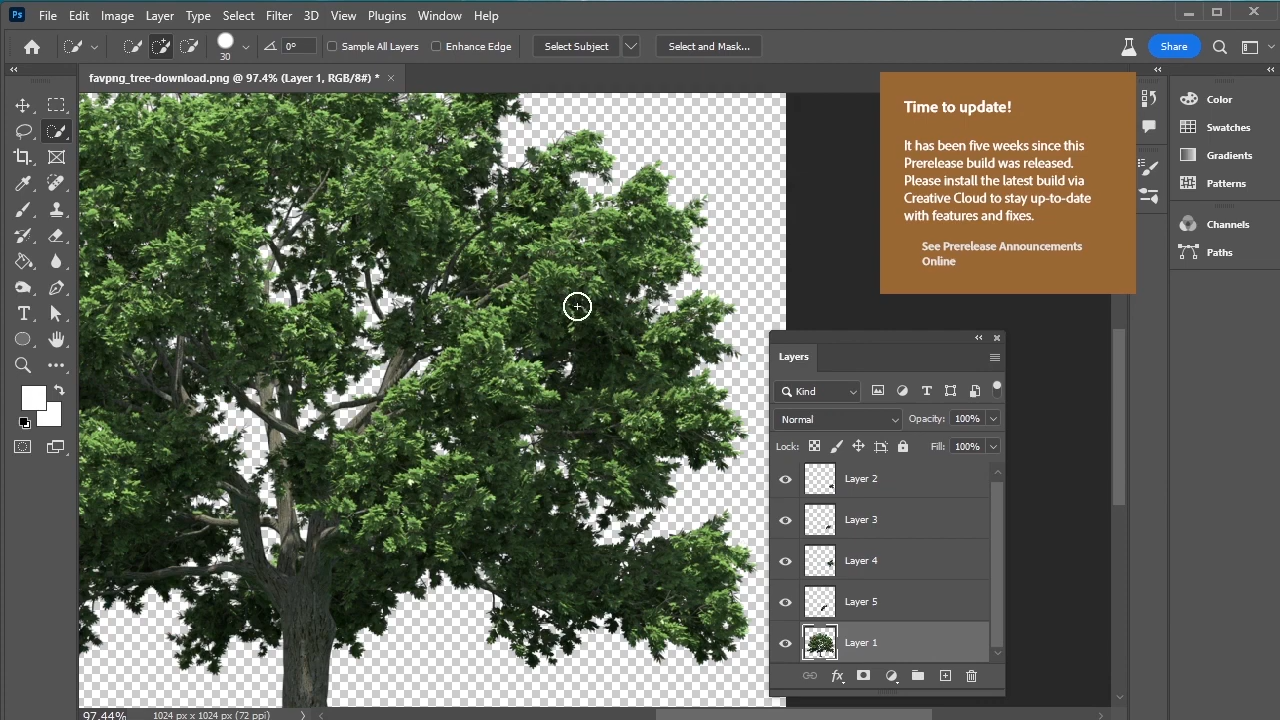 Ps File Edit Image Layer Type Select Filter 3D View Plugins Window Help
30 0° Sample All Layers Enhance Edge Select Subject Select and Mask... Share
favpng_tree-download.png @ 97.4% (Layer 1, RGB/8#) *
Time to update!
It has been five weeks since this
Prerelease build was released.
Please install the latest build via
Creative Cloud to stay up-to-date
with features and fixes.
See Prerelease Announcements
Online
Color
Swatches
Gradients
Patterns
Channels
Paths
Layers
Kind
Normal Opacity: 100%
Lock: Fill: 100%
Layer 2
Layer 3
Layer 4
Layer 5
Layer 1
fx
97.44% 1024 px x 1024 px (72 ppi)